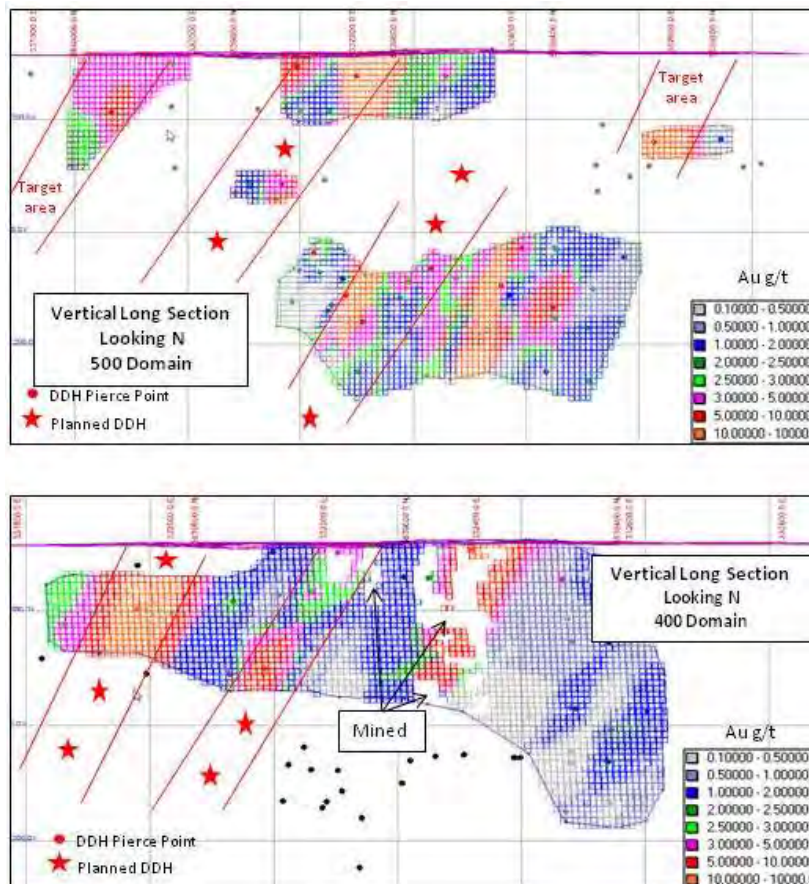 Target
area
Target
area
Vertical Long Section
Looking N
500 Domain
DDH Pierce Point
Planned DDH
Au g/t
0.10000 - 0.50000
0.50000 - 1.00000
1.00000 - 2.00000
2.00000 - 2.50000
2.50000 - 3.00000
3.00000 - 5.00000
5.00000 - 10.0000
10.00000 - 10000
Vertical Long Section
Looking N
400 Domain
Mined
DDH Pierce Point
Planned DDH
Au g/t
0.10000 - 0.50000
0.50000 - 1.00000
1.00000 - 2.00000
2.00000 - 2.50000
2.50000 - 3.00000
3.00000 - 5.00000
5.00000 - 10.0000
10.00000 - 10000